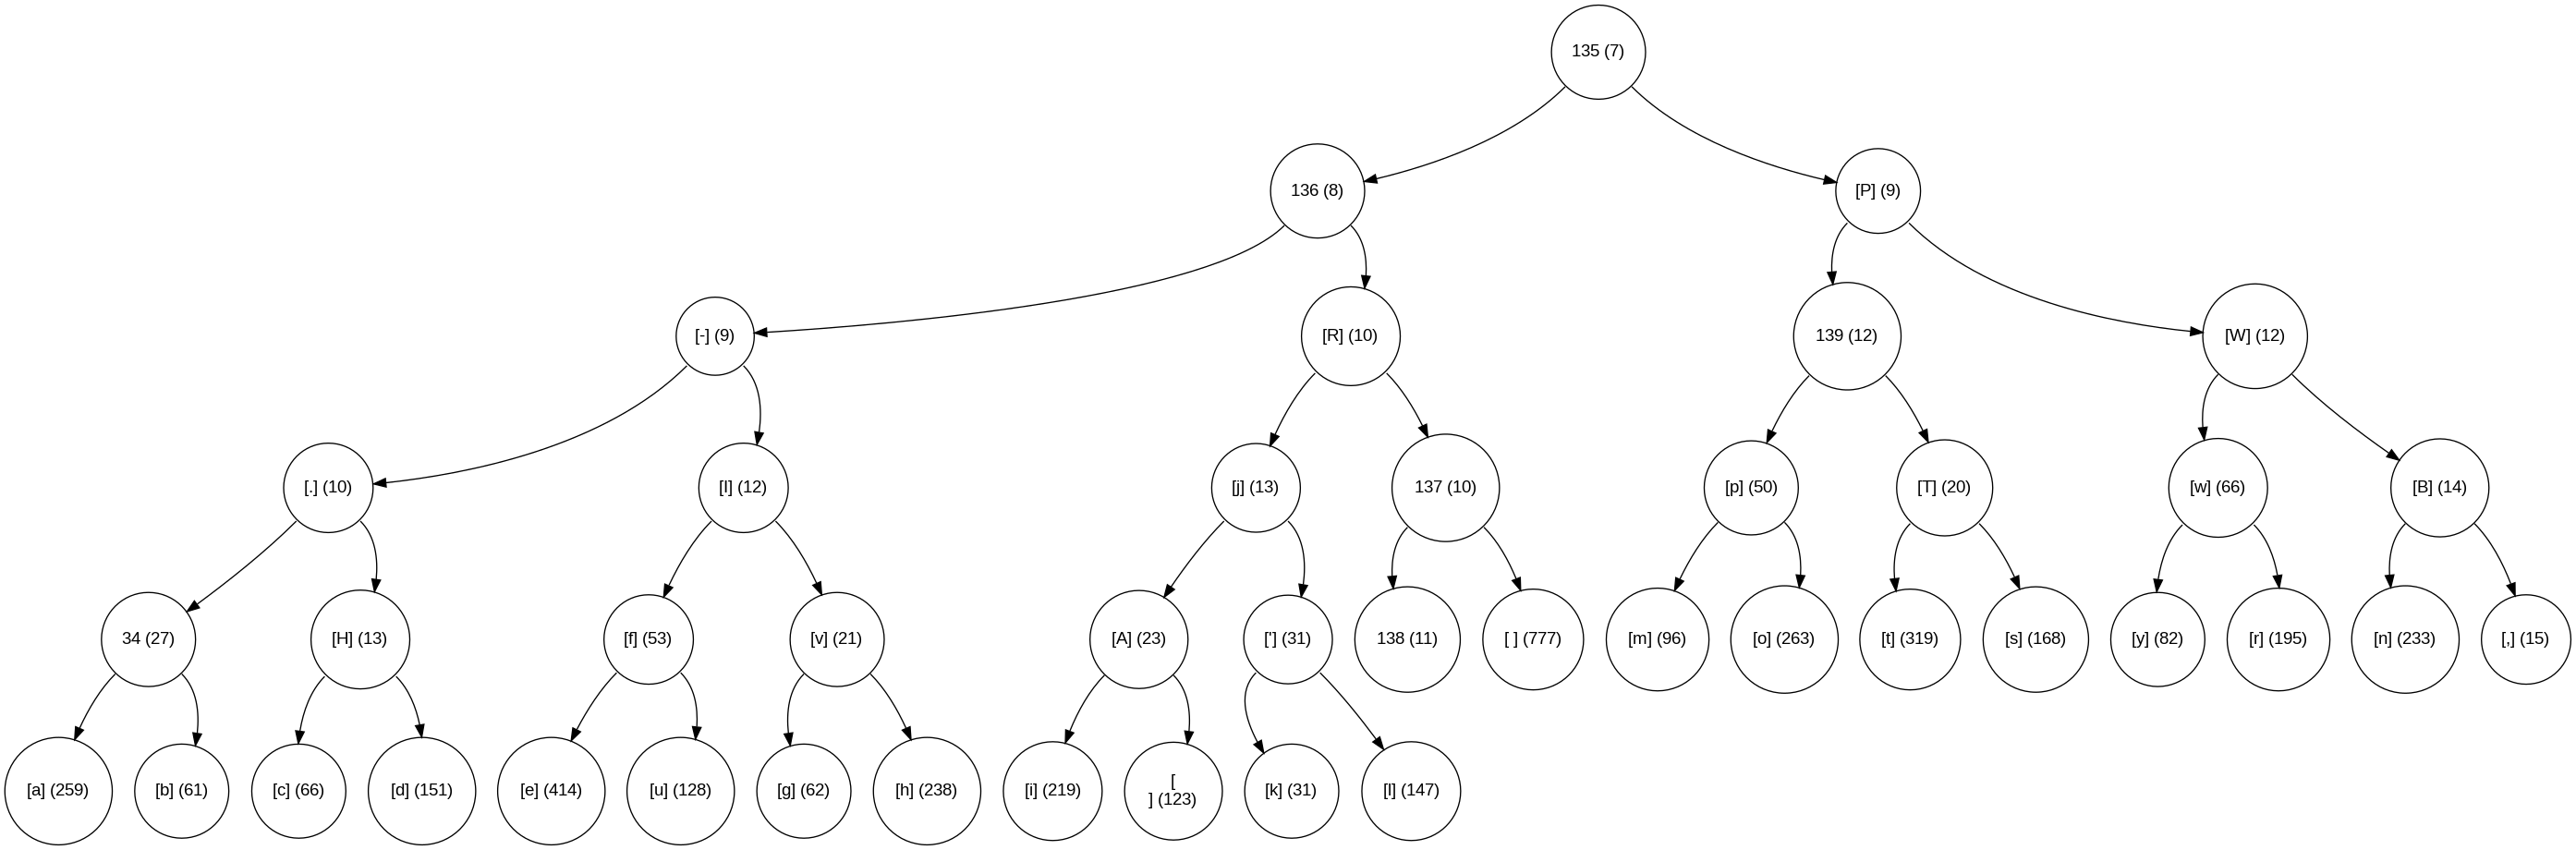 135 (7)
136 (8)
[P] (9)
[-] (9)
[R] (10)
139 (12)
[W] (12)
[.] (10)
[I] (12)
[j] (13)
137 (10)
[p] (50)
[T] (20)
[w] (66)
[B] (14)
34 (27)
[H] (13)
[f] (53)
[v] (21)
[A] (23)
['] (31)
138 (11)
[ ] (777)
[m] (96)
[o] (263)
[t] (319)
[s] (168)
[y] (82)
[r] (195)
[n] (233)
[,] (15)
[a] (259)
[b] (61)
[c] (66)
[d] (151)
[e] (414)
[u] (128)
[g] (62)
[h] (238)
[i] (219)
[
] (123)
[k] (31)
[l] (147)